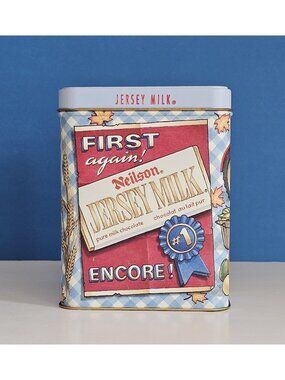 JERSEY MILK®
FIRST
again!
Neilson®
JERSEY MILK®
pure milk chocolate chocolat au lait pur
#1
ENCORE!